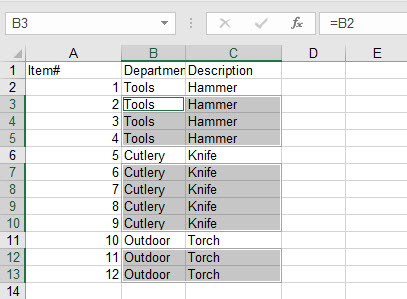 B3 fx =B2
A B C D E
1 Item# Departmen Description
2 1 Tools Hammer
3 2 Tools Hammer
4 3 Tools Hammer
5 4 Tools Hammer
6 5 Cutlery Knife
7 6 Cutlery Knife
8 7 Cutlery Knife
9 8 Cutlery Knife
10 9 Cutlery Knife
11 10 Outdoor Torch
12 11 Outdoor Torch
13 12 Outdoor Torch
14